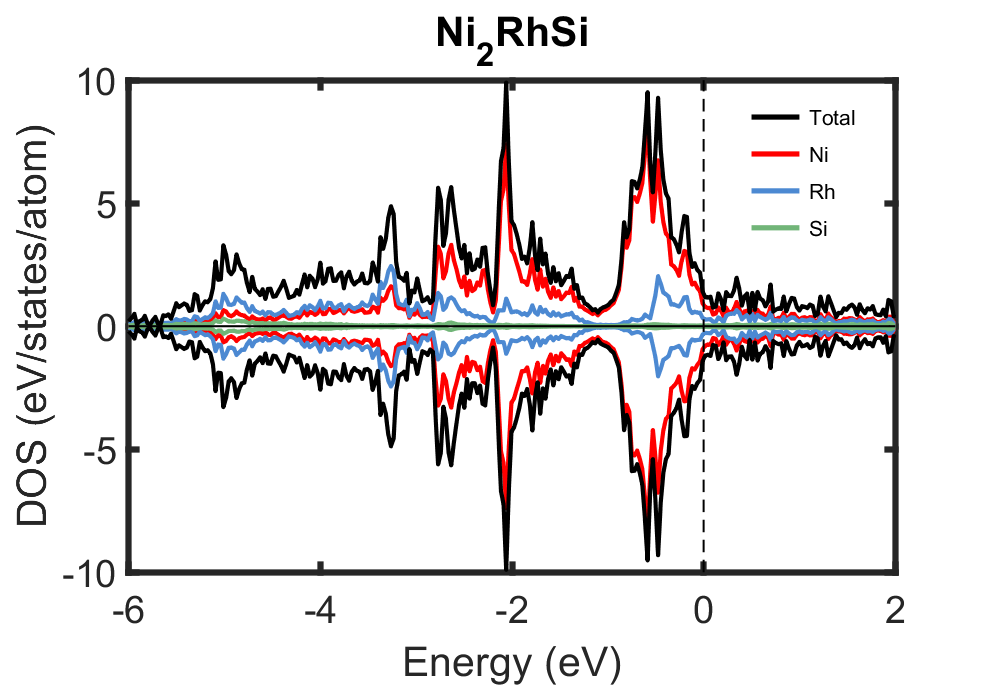 Ni₂RhSi
10
5
0
-5
-10
DOS (eV/states/atom)
Total
Ni
Rh
Si
-6
-4
-2
0
2
Energy (eV)